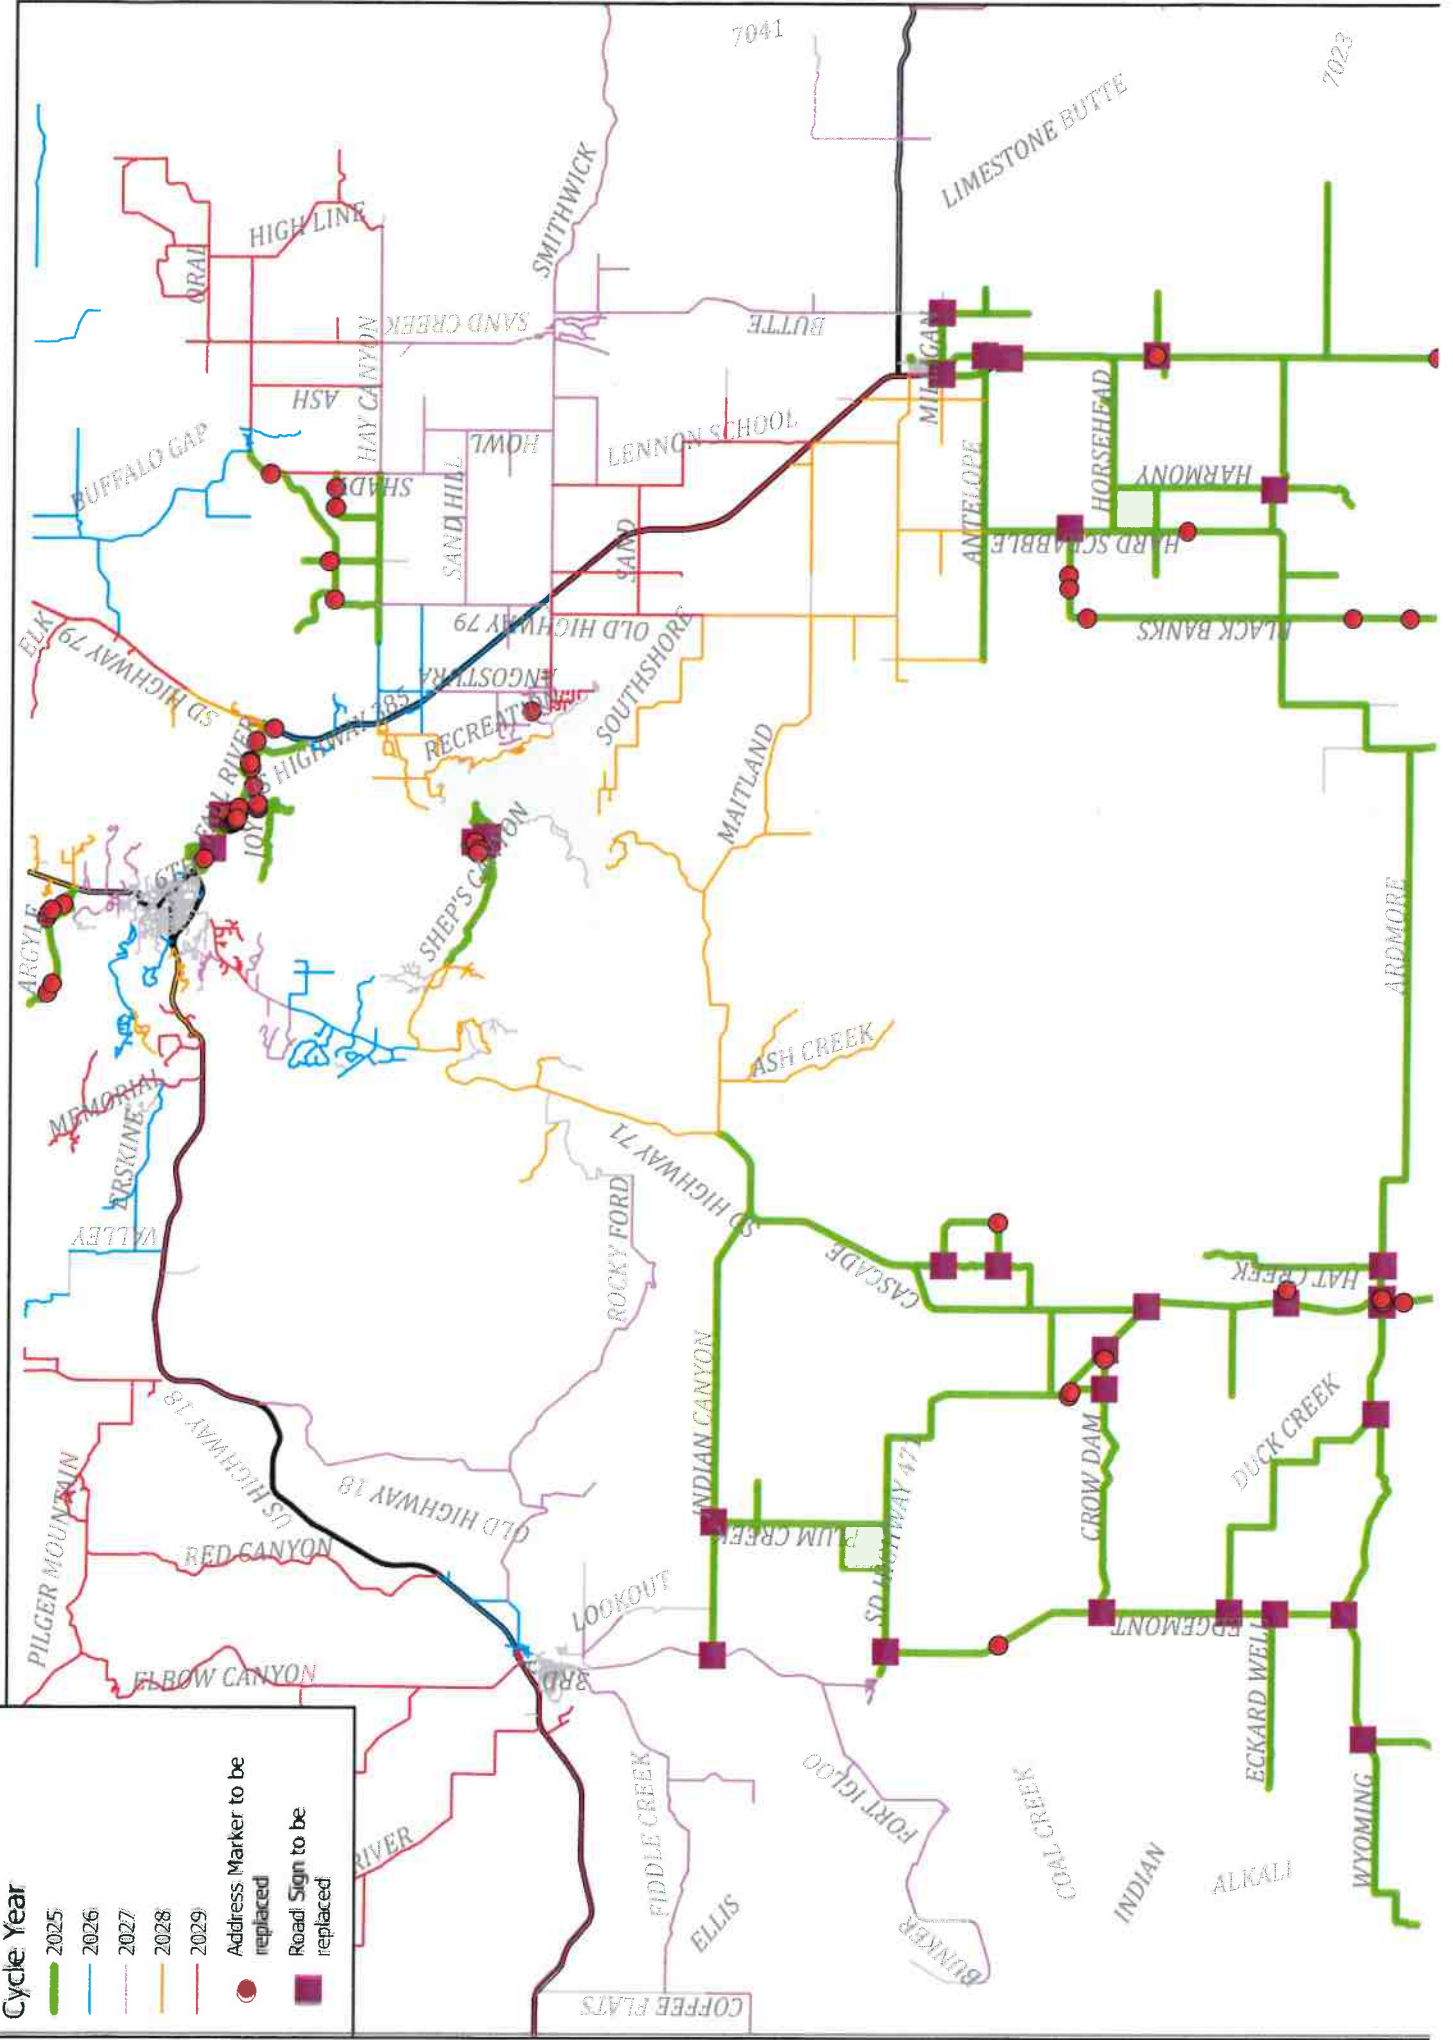 Cycle Year
2025
2026
2027
2028
2029
Address Marker to be
replaced
Road Sign to be
replaced
7041
7023
LIMESTONE BUTTE
SMITHWICK
HIGH LINE
ORAL
SAND CREEK
BUTTE
HAY CANYON
ASH
BUFFALO GAP
HOWL
LENNON SCHOOL
SHADY
SAND HILL
SAND
ANTELOPE
HORSEHEAD
HARMONY
HARD SCRABBLE
BLACK BANKS
ELK
SD HIGHWAY 79
OLD HIGHWAY 79
ANGOSTURA
SOUTHSHORE
RECREATION
US HIGHWAY 385
FALL RIVER
MAITLAND
6TH
SHEP'S CANYON
ARGYLE
ARDMORE
ASH CREEK
MEMORIAL
ERSKINE
VALLEY
SD HIGHWAY 71
ROCKY FORD
CASCADE
HAT CREEK
INDIAN CANYON
US HIGHWAY 18
OLD HIGHWAY 18
PILGER MOUNTAIN
RED CANYON
PLUM CREEK
SD HIGHWAY 471
CROW DAM
DUCK CREEK
LOOKOUT
EDGEMONT
ECKARD WELL
ELBOW CANYON
3RD
RIVER
FIDDLE CREEK
FORT IGLOO
COAL CREEK
INDIAN
ALKALI
WYOMING
ELLIS
BUNKER
COFFEE FLATS